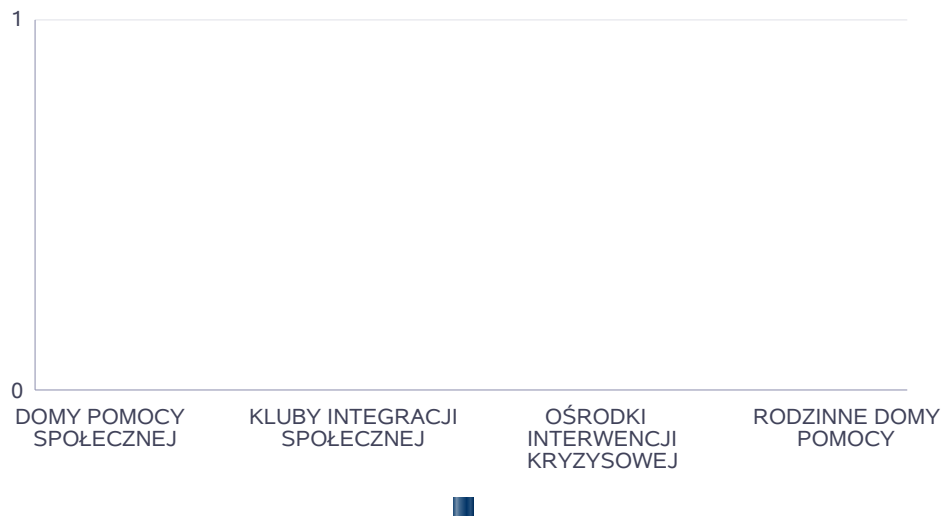 1
0
DOMY POMOCY
SPOŁECZNEJ
KLUBY INTEGRACJI
SPOŁECZNEJ
OŚRODKI
INTERWENCJI
KRYZYSOWEJ
RODZINNE DOMY
POMOCY